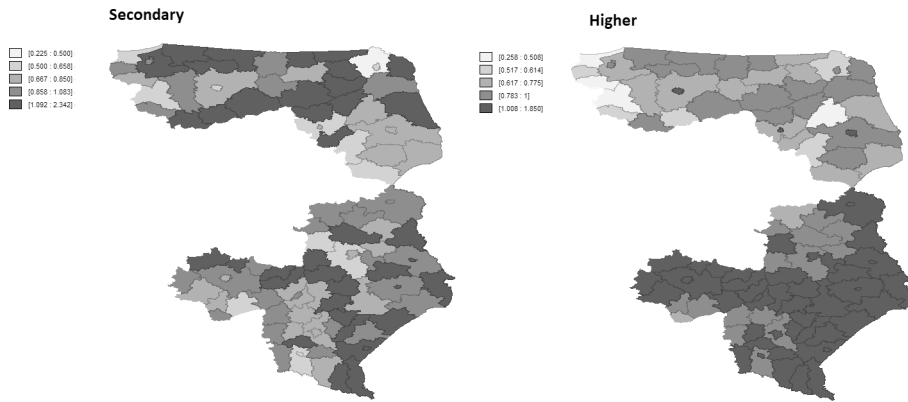 Secondary
[0.225 : 0.500]
[0.500 : 0.658]
[0.667 : 0.850]
[0.858 : 1.083]
[1.092 : 2.342]
Higher
[0.258 : 0.508]
[0.517 : 0.614]
[0.617 : 0.775]
[0.783 : 1]
[1.008 : 1.850]